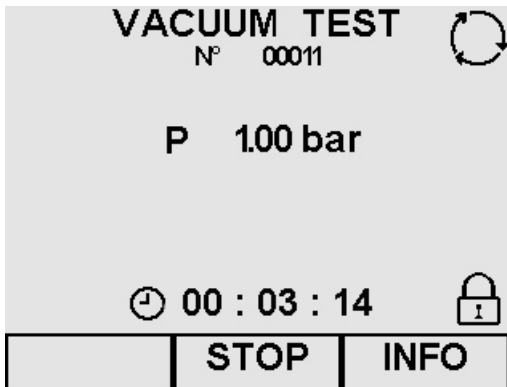 VACUUM TEST
N° 00011
P 1.00 bar
00 : 03 : 14
STOP INFO